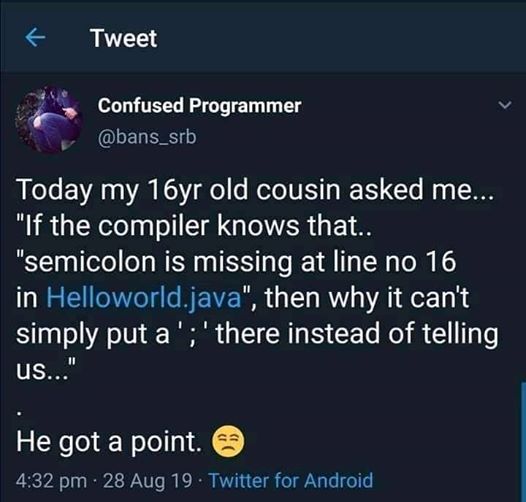 Tweet
Confused Programmer
@bans_srb
Today my 16yr old cousin asked me...
"If the compiler knows that..
"semicolon is missing at line no 16
in Helloworld.java", then why it can't
simply put a ' ; ' there instead of telling
us..."
.
He got a point. 😒
4:32 pm · 28 Aug 19 · Twitter for Android